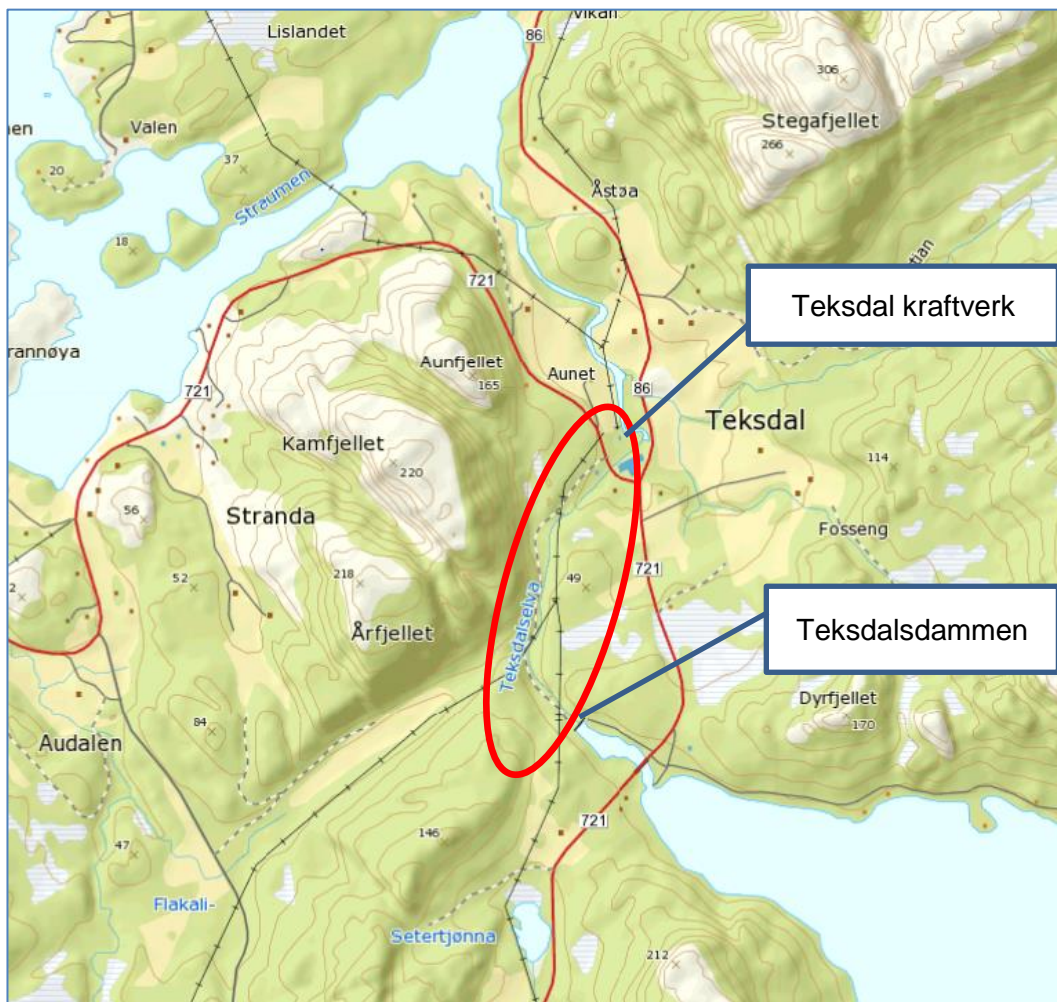 Lislandet
86
Vikan
306
Stegafjellet
266
Valen
20
37
Straumen
Åstøa
18
721
Teksdal kraftverk
Aunfjellet
165
Aunet
86
Teksdal
721
Kamfjellet
220
114
56
Stranda
Fosseng
52
218
49
721
Årfjellet
Teksdalselva
Teksdalsdammen
Dyrfjellet
170
84
Audalen
721
146
47
Flakali-
Setertjønna
212